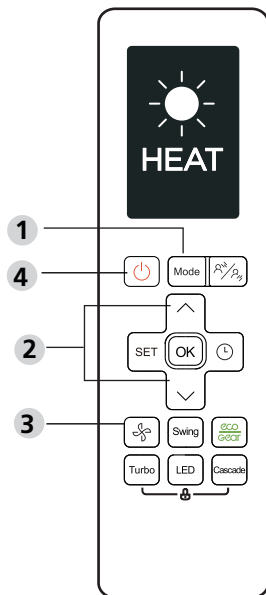 HEAT
1
4
Mode
2
SET
OK
3
Swing
eco
Gear
Turbo
LED
Cascade